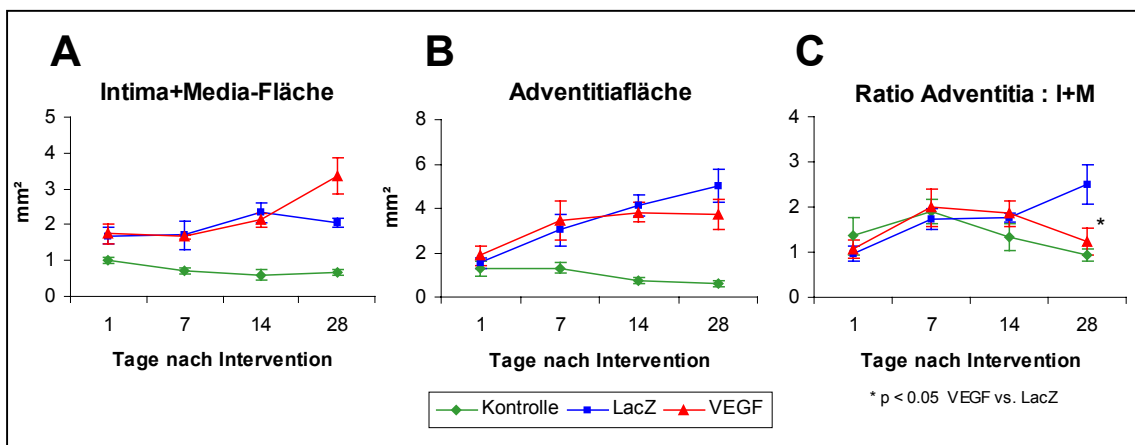 A
Intima+Media-Fläche
5
4
3
2
1
0
mm²
1 7 14 28
Tage nach Intervention
B
Adventitiafläche
8
6
4
2
0
mm²
1 7 14 28
Tage nach Intervention
C
Ratio Adventitia : I+M
4
3
2
1
0
*
1 7 14 28
Tage nach Intervention
Kontrolle LacZ VEGF
* p < 0.05 VEGF vs. LacZ